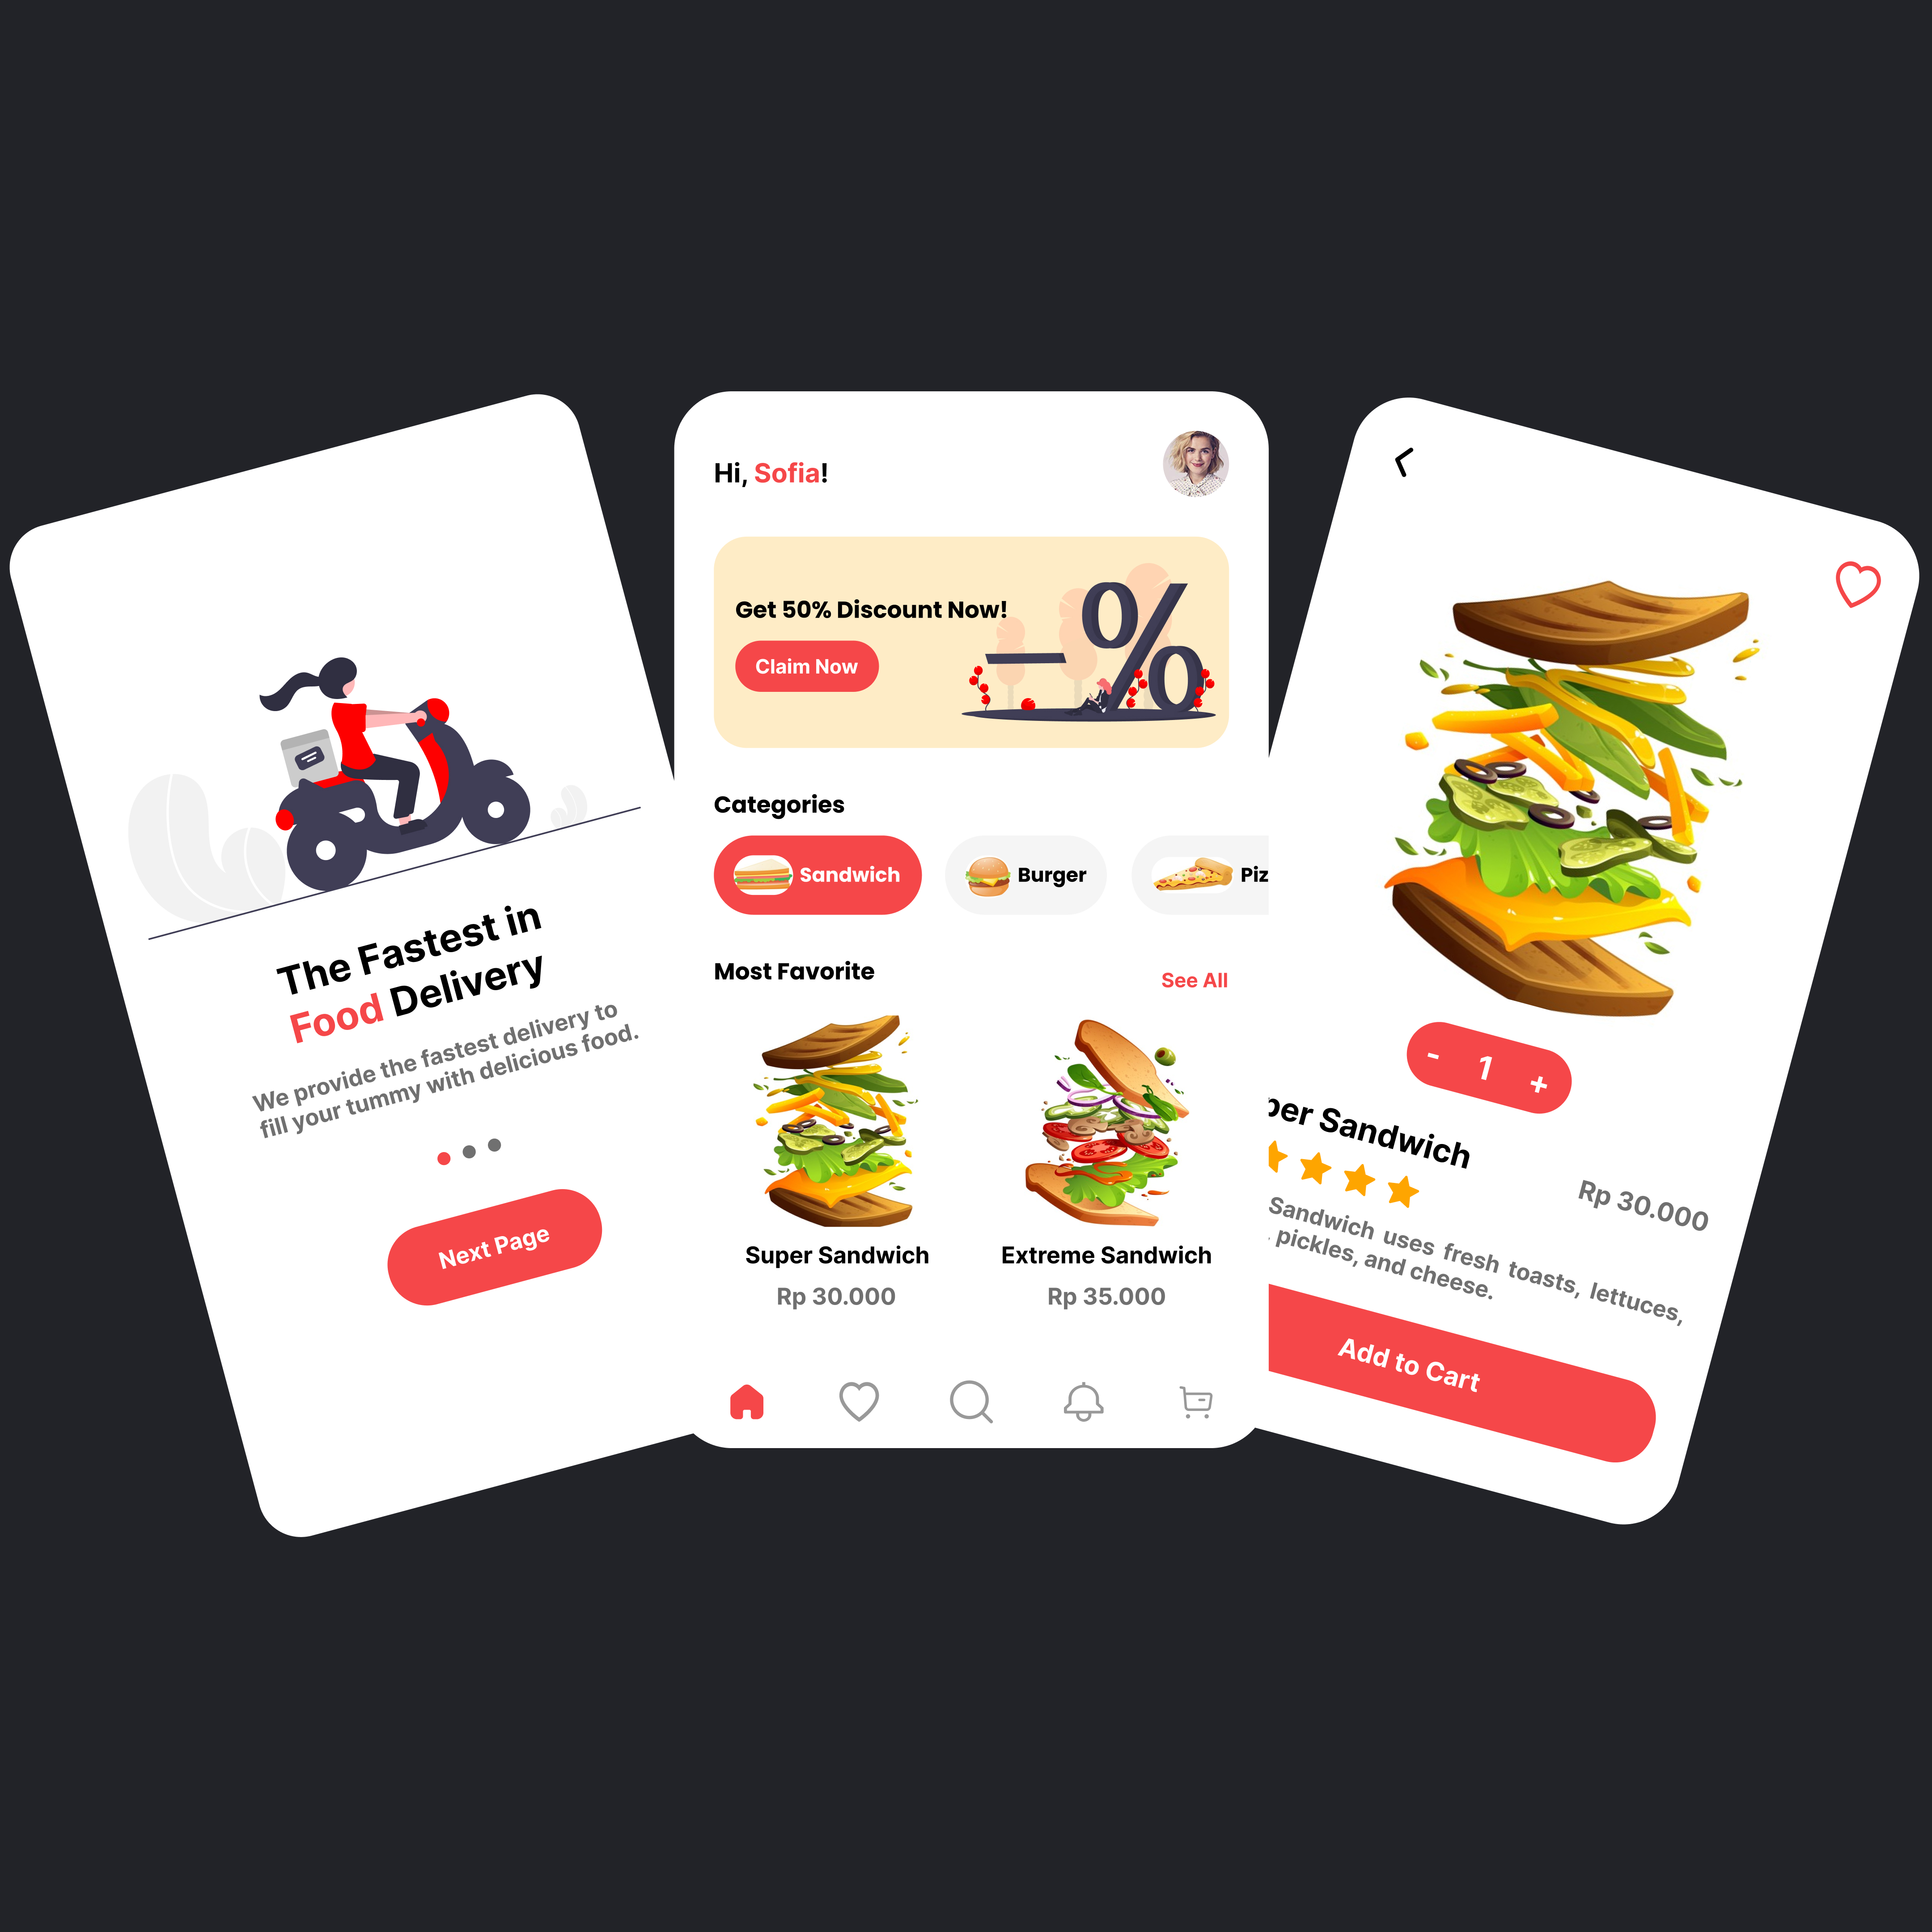 The Fastest in
Food Delivery
We provide the fastest delivery to
fill your tummy with delicious food.
Next Page
Hi, Sofia!
Get 50% Discount Now!
Claim Now
%
Categories
Sandwich
Burger
Piz
Most Favorite
See All
Super Sandwich
Rp 30.000
Extreme Sandwich
Rp 35.000
- 1 +
per Sandwich
Rp 30.000
Sandwich uses fresh toasts, lettuces,
, pickles, and cheese.
Add to Cart